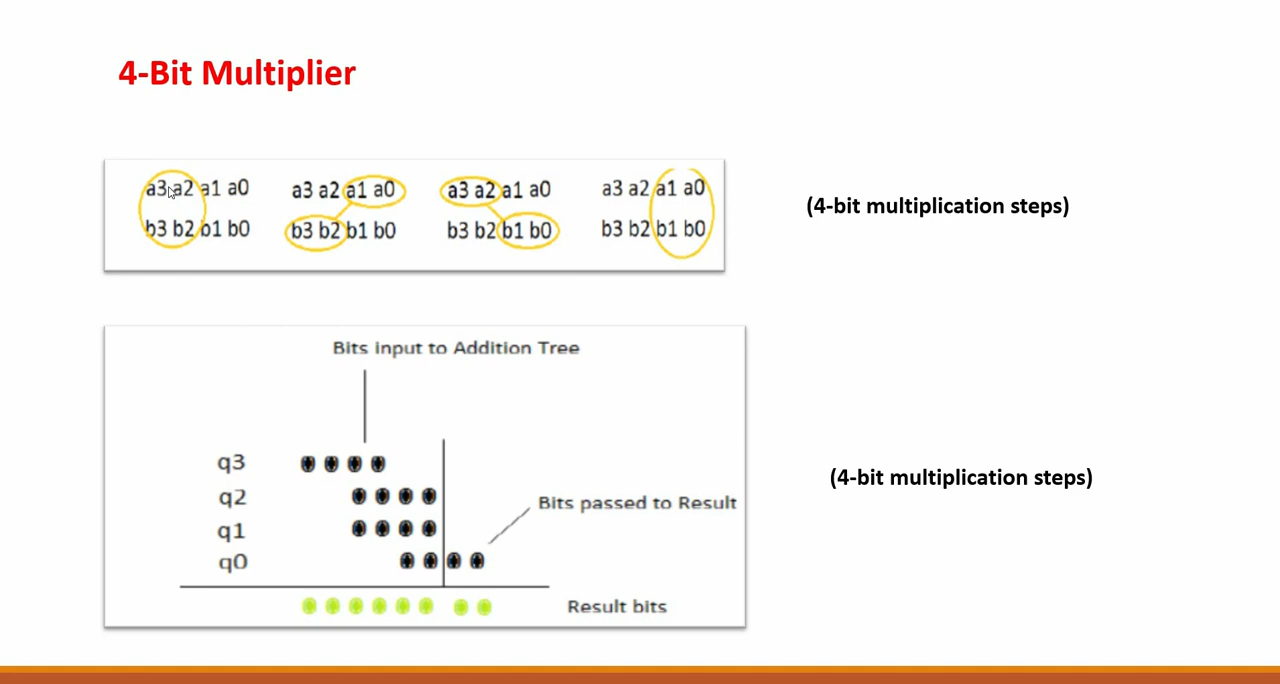 4-Bit Multiplier
a3 a2 a1 a0 a3 a2 a1 a0 a3 a2 a1 a0 a3 a2 a1 a0
b3 b2 b1 b0 b3 b2 b1 b0 b3 b2 b1 b0 b3 b2 b1 b0
(4-bit multiplication steps)
Bits input to Addition Tree
q3
q2
q1
q0
Bits passed to Result
Result bits
(4-bit multiplication steps)